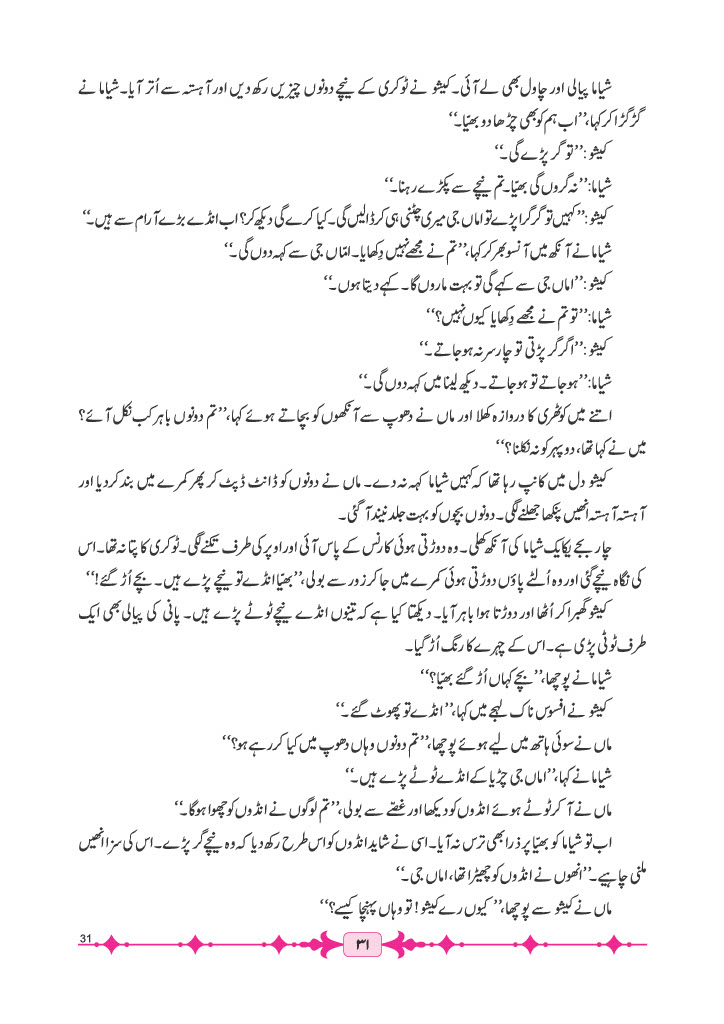 شیاما پیالی اور چاول بھی لے آئی۔ کیشو نے ٹوکری کے نیچے دونوں چیزیں رکھ دیں اور آہستہ سے اُتر آیا۔ شیاما نے
گڑگڑا کر کہا،’’اب ہم کو بھی چڑھا دو بھیّا۔‘‘
کیشو :’’تو گر پڑے گی۔‘‘
شیاما:’’نہ گروں گی بھیّا۔ تم نیچے سے پکڑے رہنا۔‘‘
کیشو :’’کہیں تو گر گرا پڑے تو اماں جی میری چٹنی ہی کر ڈالیں گی۔ کیا کرے گی دیکھ کر؟ اب انڈے بڑے آرام سے ہیں۔‘‘
شیاما نے آنکھ میں آنسو بھر کر کہا،’’تم نے مجھے نہیں دِکھایا۔ امّاں جی سے کہہ دوں گی۔‘‘
کیشو :’’اماں جی سے کہے گی تو بہت ماروں گا۔ کہے دیتا ہوں۔‘‘
شیاما:’’تو تم نے مجھے دِکھایا کیوں نہیں؟‘‘
کیشو :’’اگر گر پڑتی تو چار سر نہ ہو جاتے۔‘‘
شیاما:’’ہو جاتے تو ہو جاتے۔ دیکھ لینا میں کہہ دوں گی۔‘‘
اتنے میں کوٹھری کا دروازہ کھلا اور ماں نے دھوپ سے آنکھوں کو بچاتے ہوئے کہا،’’تم دونوں باہر کب نکل آئے؟
میں نے کہا تھا، دوپہر کو نہ نکلنا؟‘‘
کیشو دل میں کانپ رہا تھا کہ کہیں شیاما کہہ نہ دے۔ ماں نے دونوں کو ڈانٹ ڈپٹ کر پھر کمرے میں بند کر دیا اور
آہستہ آہستہ انھیں پنکھا جھلنے لگی۔ دونوں بچوں کو بہت جلد نیند آ گئی۔
چار بجے یکایک شیاما کی آنکھ کھلی۔ وہ دوڑتی ہوئی کارنس کے پاس آئی اور اوپر کی طرف تکنے لگی۔ ٹوکری کا پتا نہ تھا۔ اس
کی نگاہ نیچے گئی اور وہ اُلٹے پاؤں دوڑتی ہوئی کمرے میں جا کر زور سے بولی،’’بھیّا انڈے تو نیچے پڑے ہیں۔ بچے اُڑ گئے!‘‘
کیشو گھبرا کر اُٹھا اور دوڑتا ہوا باہر آیا۔ دیکھتا کیا ہے کہ تینوں انڈے نیچے ٹوٹے پڑے ہیں۔ پانی کی پیالی بھی ایک
طرف ٹوٹی پڑی ہے۔ اس کے چہرے کا رنگ اُڑ گیا۔
شیاما نے پوچھا،’’بچے کہاں اُڑ گئے بھیّا؟‘‘
کیشو نے افسوس ناک لہجے میں کہا،’’انڈے تو پھوٹ گئے۔‘‘
ماں نے سوئی ہاتھ میں لیے ہوئے پوچھا،’’تم دونوں وہاں دھوپ میں کیا کر رہے ہو؟‘‘
شیاما نے کہا،’’اماں جی چڑیا کے انڈے ٹوٹے پڑے ہیں۔‘‘
ماں نے آ کر ٹوٹے ہوئے انڈوں کو دیکھا اور غصّے سے بولی،’’تم لوگوں نے انڈوں کو چھوا ہوگا۔‘‘
اب تو شیاما کو بھیّا پر ذرا بھی ترس نہ آیا۔ اسی نے شاید انڈوں کو اس طرح رکھ دیا کہ وہ نیچے گر پڑے۔ اس کی سزا انھیں
ملنی چاہیے۔’’انھوں نے انڈوں کو چھیڑا تھا، اماں جی۔‘‘
ماں نے کیشو سے پوچھا،’’کیوں رے کیشو! تو وہاں پہنچا کیسے؟‘‘
31
۳۱